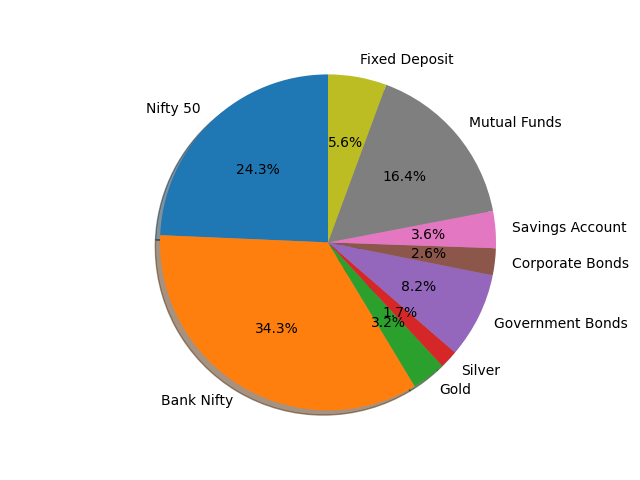 Fixed Deposit
Nifty 50
Mutual Funds
5.6%
24.3%
16.4%
Savings Account
3.6%
2.6%
Corporate Bonds
8.2%
1.7%
3.2%
Government Bonds
34.3%
Silver
Gold
Bank Nifty